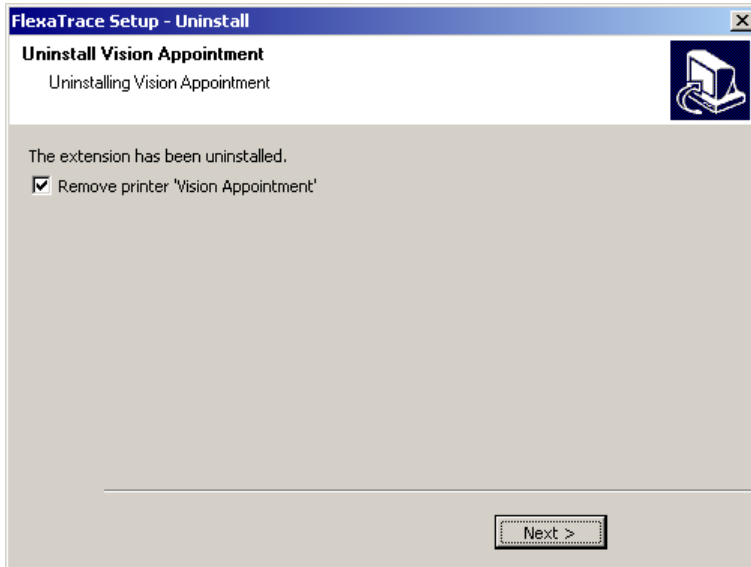 FlexaTrace Setup - Uninstall
Uninstall Vision Appointment
Uninstalling Vision Appointment
The extension has been uninstalled.
Remove printer 'Vision Appointment'
Next >